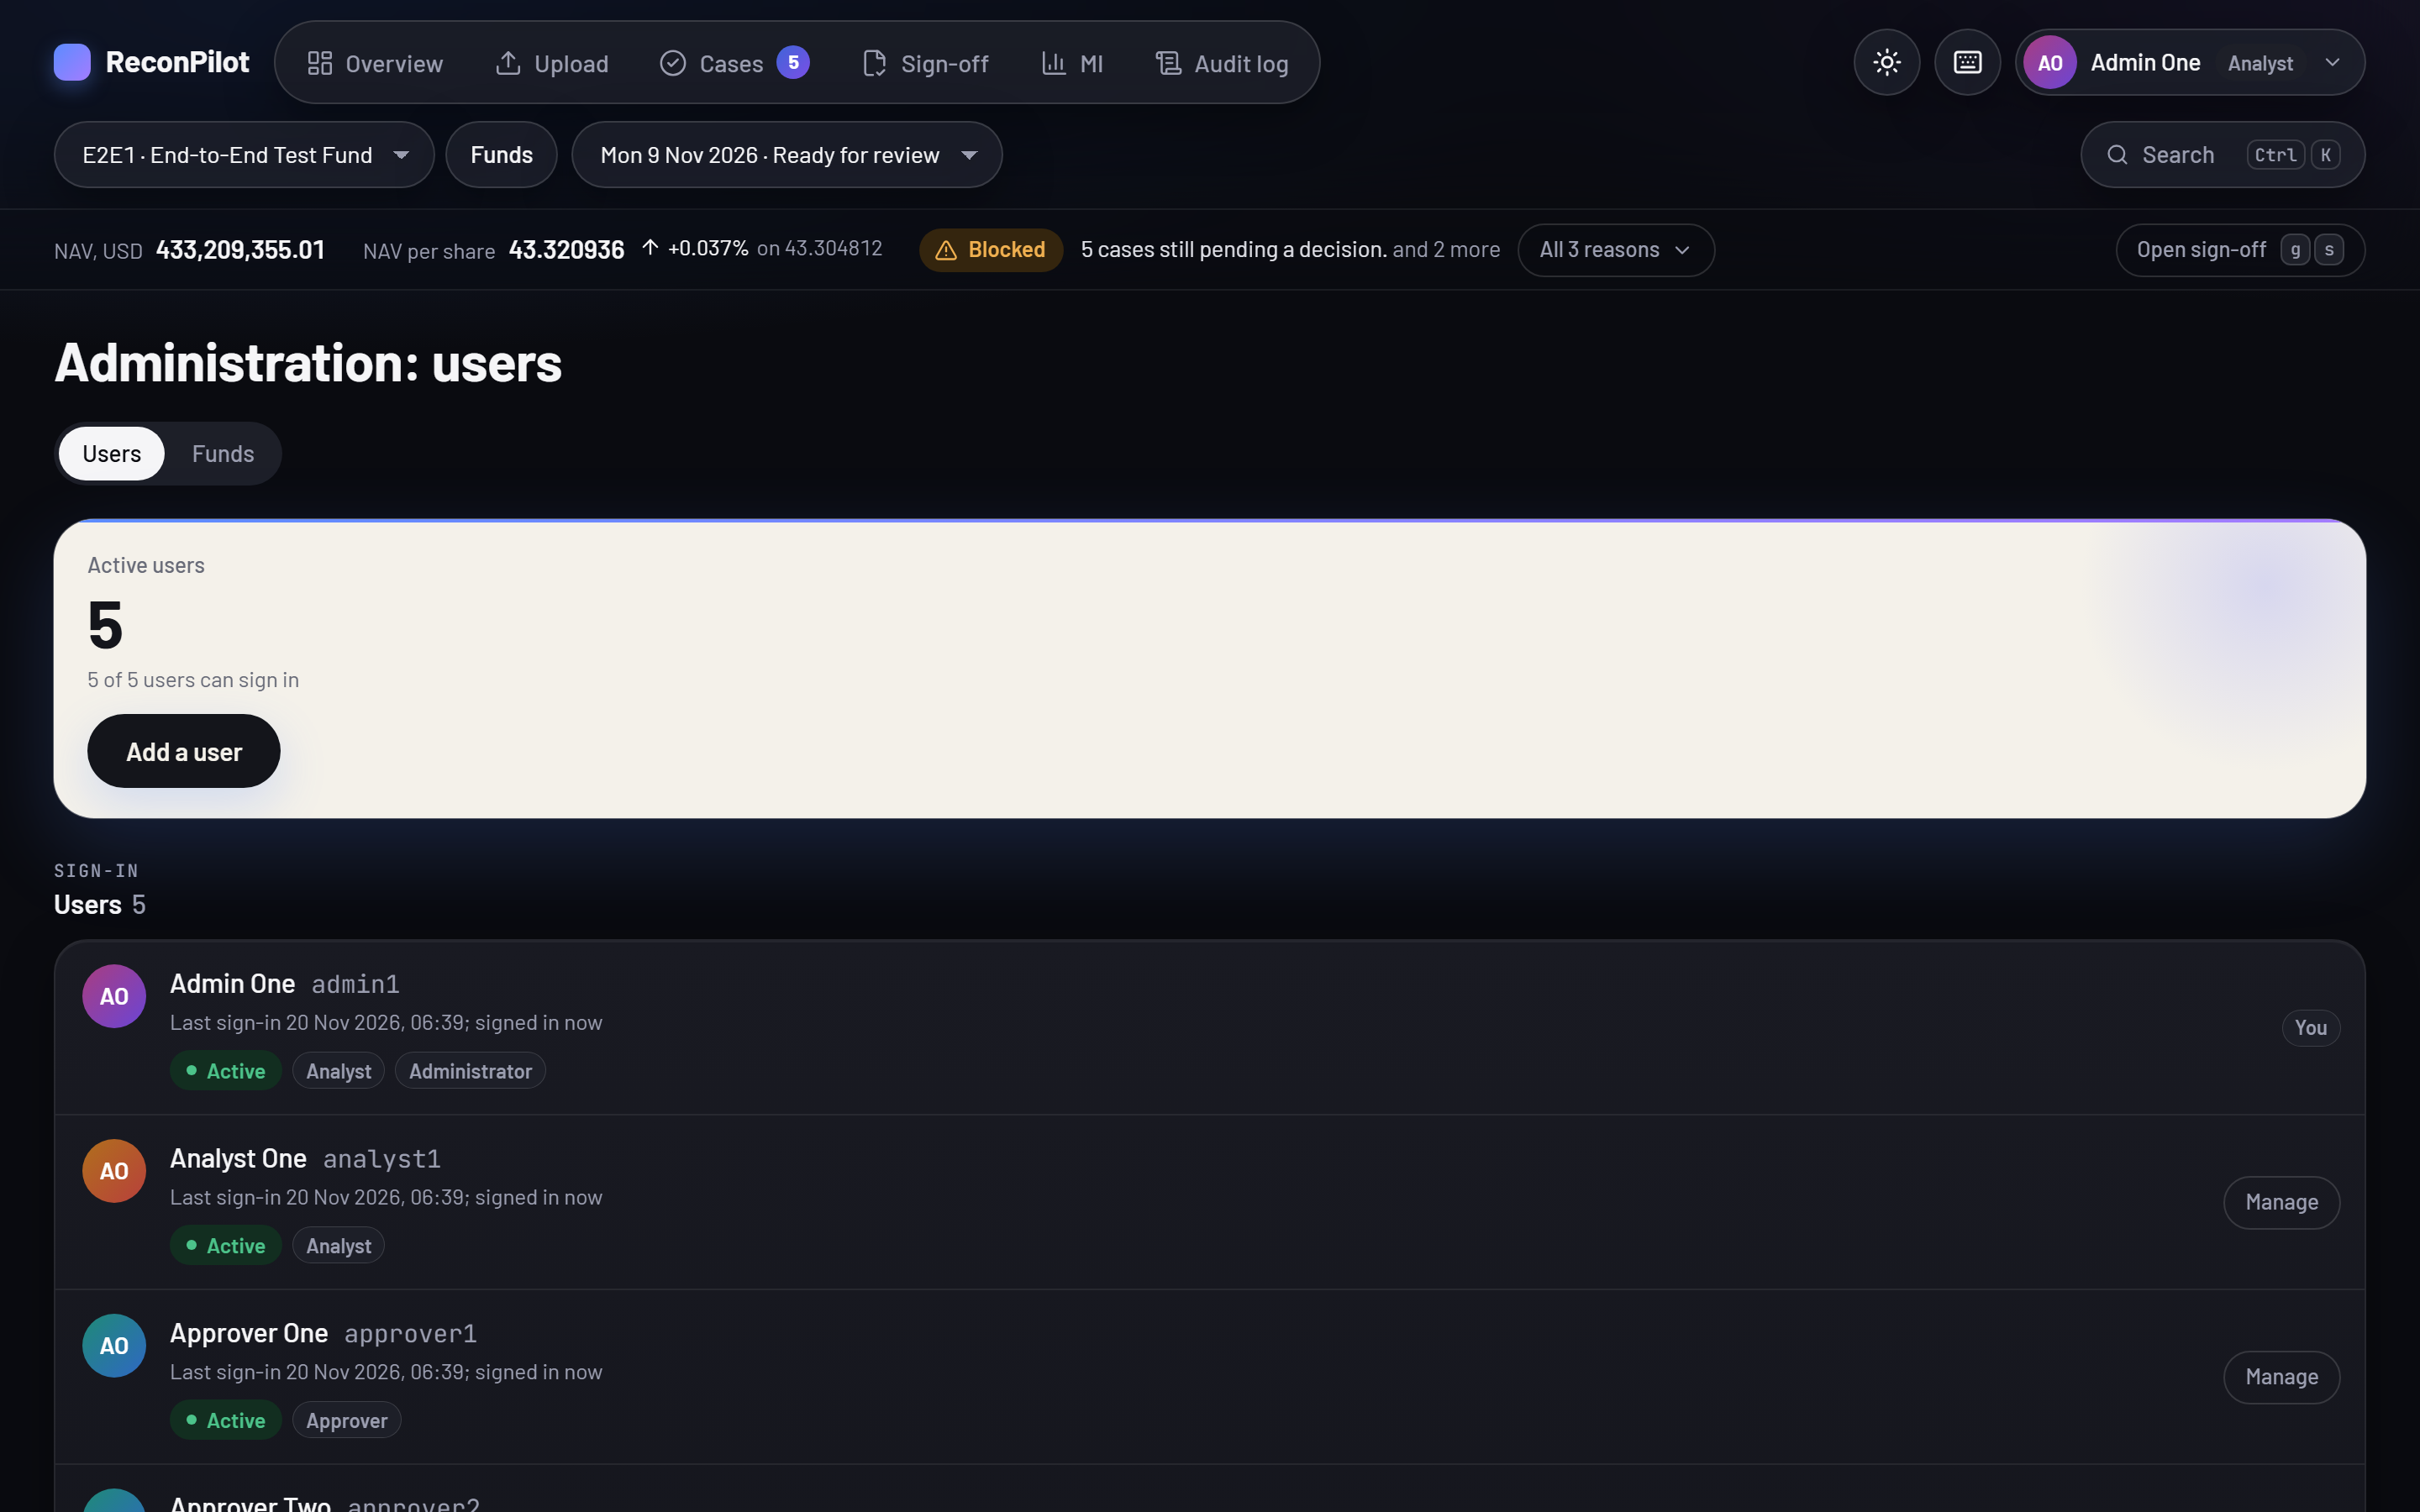 ReconPilot
Overview
Upload
Cases 5
Sign-off
MI
Audit log
AO Admin One Analyst
E2E1 · End-to-End Test Fund
Funds
Mon 9 Nov 2026 · Ready for review
Search Ctrl K
NAV, USD 433,209,355.01
NAV per share 43.320936 ↑ +0.037% on 43.304812
Blocked 5 cases still pending a decision. and 2 more
All 3 reasons
Open sign-off g s
Administration: users
Users
Funds
Active users
5
5 of 5 users can sign in
Add a user
SIGN-IN
Users 5
AO
Admin One admin1
Last sign-in 20 Nov 2026, 06:39; signed in now
Active Analyst Administrator
You
AO
Analyst One analyst1
Last sign-in 20 Nov 2026, 06:39; signed in now
Active Analyst
Manage
AO
Approver One approver1
Last sign-in 20 Nov 2026, 06:39; signed in now
Active Approver
Manage
Approver Two approver2